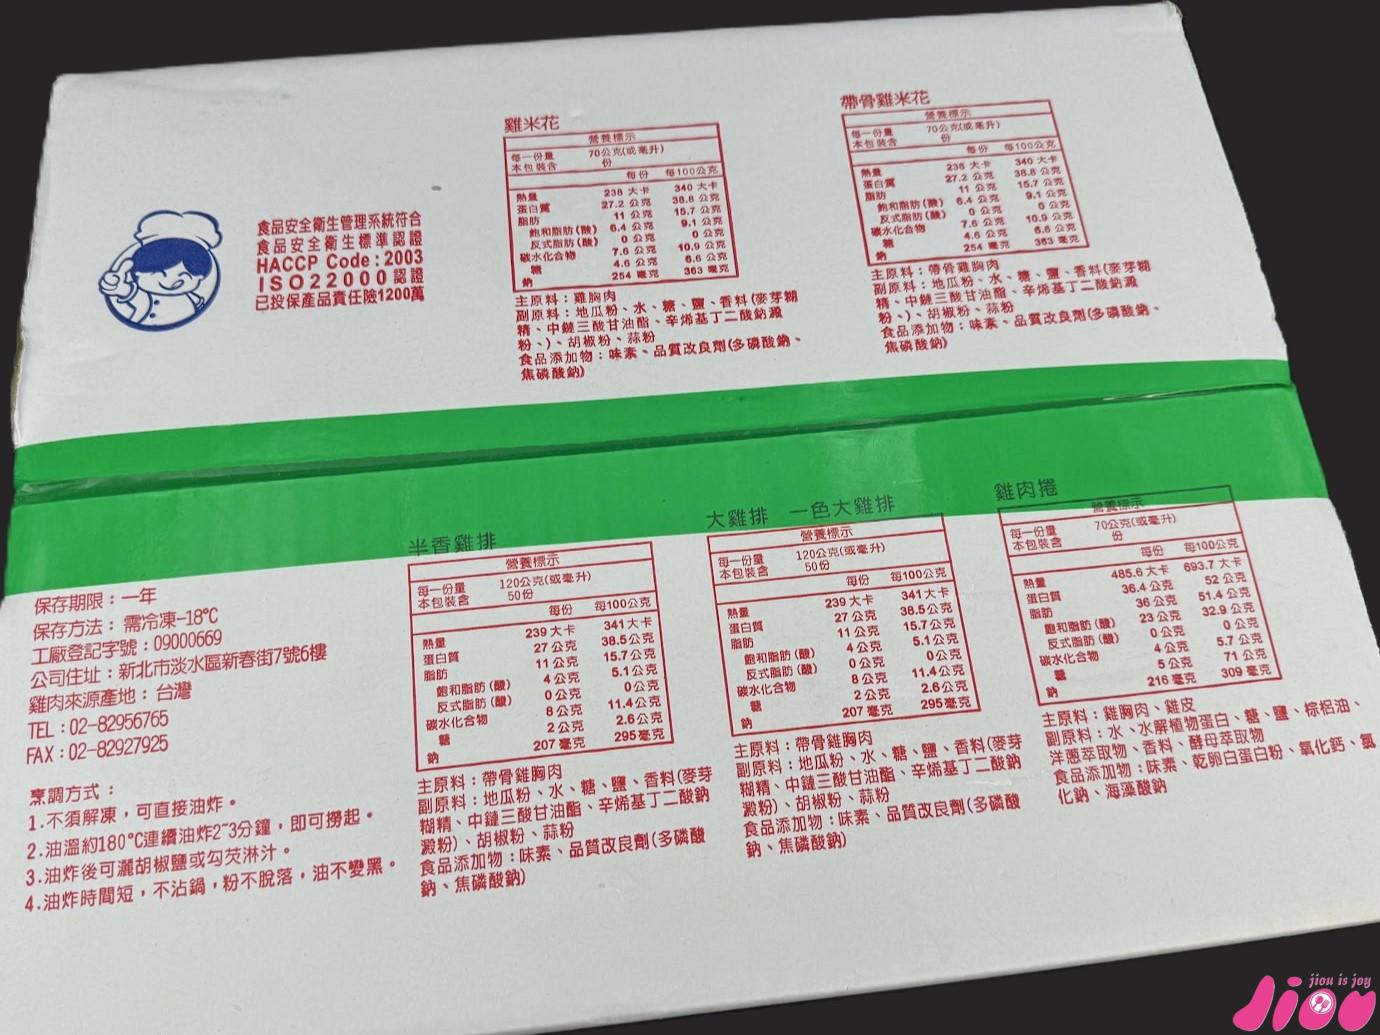 雞米花
營養標示
每一份量 70公克(或毫升)
本包裝含 份
每份 每100公克
熱量 238 大卡 340 大卡
蛋白質 27.2 公克 38.8 公克
脂肪 11 公克 15.7 公克
飽和脂肪(酸) 6.4 公克 9.1 公克
反式脂肪(酸) 0 公克 0 公克
碳水化合物 7.6 公克 10.9 公克
糖 4.6 公克 6.6 公克
鈉 254 毫克 363 毫克
主原料：雞胸肉
副原料：地瓜粉、水、糖、鹽、香料(麥芽糊
精、中鏈三酸甘油酯、辛烯基丁二酸鈉澱
粉、)、胡椒粉、蒜粉
食品添加物：味素、品質改良劑(多磷酸鈉、
焦磷酸鈉)
帶骨雞米花
營養標示
每一份量 70公克(或毫升)
本包裝含 份
每份 每100公克
熱量 238 大卡 340 大卡
蛋白質 27.2 公克 38.8 公克
脂肪 11 公克 15.7 公克
飽和脂肪(酸) 6.4 公克 9.1 公克
反式脂肪(酸) 0 公克 0 公克
碳水化合物 7.6 公克 10.9 公克
糖 4.6 公克 6.6 公克
鈉 254 毫克 363 毫克
主原料：帶骨雞胸肉
副原料：地瓜粉、水、糖、鹽、香料(麥芽糊
精、中鏈三酸甘油酯、辛烯基丁二酸鈉澱
粉、)、胡椒粉、蒜粉
食品添加物：味素、品質改良劑(多磷酸鈉、
焦磷酸鈉)
食品安全衛生管理系統符合
食品安全衛生標準認證
HACCP Code：2003
ISO22000認證
已投保產品責任險1200萬
保存期限：一年
保存方法：需冷凍-18℃
工廠登記字號：09000669
公司住址：新北市淡水區新春街7號6樓
雞肉來源產地：台灣
TEL：02-82956765
FAX：02-82927925
烹調方式：
1.不須解凍，可直接油炸。
2.油溫約180℃連續油炸2~3分鐘，即可撈起。
3.油炸後可灑胡椒鹽或勾芡淋汁。
4.油炸時間短，不沾鍋，粉不脫落，油不變黑。
半香雞排
營養標示
每一份量 120公克(或毫升)
本包裝含 50份
每份 每100公克
熱量 239 大卡 341大卡
蛋白質 27 公克 38.5公克
脂肪 11 公克 15.7公克
飽和脂肪(酸) 4 公克 5.1公克
反式脂肪(酸) 0 公克 0公克
碳水化合物 8 公克 11.4公克
糖 2 公克 2.6公克
鈉 207 毫克 295毫克
主原料：帶骨雞胸肉
副原料：地瓜粉、水、糖、鹽、香料(麥芽
糊精、中鏈三酸甘油酯、辛烯基丁二酸鈉
澱粉)、胡椒粉、蒜粉
食品添加物：味素、品質改良劑(多磷酸
鈉、焦磷酸鈉)
大雞排 一色大雞排
營養標示
每一份量 120公克(或毫升)
本包裝含 50份
每份 每100公克
熱量 239 大卡 341大卡
蛋白質 27 公克 38.5公克
脂肪 11 公克 15.7公克
飽和脂肪(酸) 4 公克 5.1公克
反式脂肪(酸) 0 公克 0公克
碳水化合物 8 公克 11.4公克
糖 2 公克 2.6公克
鈉 207 毫克 295毫克
主原料：帶骨雞胸肉
副原料：地瓜粉、水、糖、鹽、香料(麥芽
糊精、中鏈三酸甘油酯、辛烯基丁二酸鈉
澱粉)、胡椒粉、蒜粉
食品添加物：味素、品質改良劑(多磷酸
鈉、焦磷酸鈉)
雞肉捲
營養標示
每一份量 70公克(或毫升)
本包裝含 份
每份 每100公克
熱量 485.6 大卡 693.7 大卡
蛋白質 36.4 公克 52 公克
脂肪 36 公克 51.4 公克
飽和脂肪(酸) 23 公克 32.9 公克
反式脂肪(酸) 0 公克 0 公克
碳水化合物 4 公克 5.7 公克
糖 5 公克 71 公克
鈉 216 毫克 309 毫克
主原料：雞胸肉、雞皮
副原料：水、水解植物蛋白、糖、鹽、棕梠油、
洋蔥萃取物、香料、酵母萃取物
食品添加物：味素、乾卵白蛋白粉、氧化鈣、氯
化鈉、海藻酸鈉
jiou is joy
Jiou